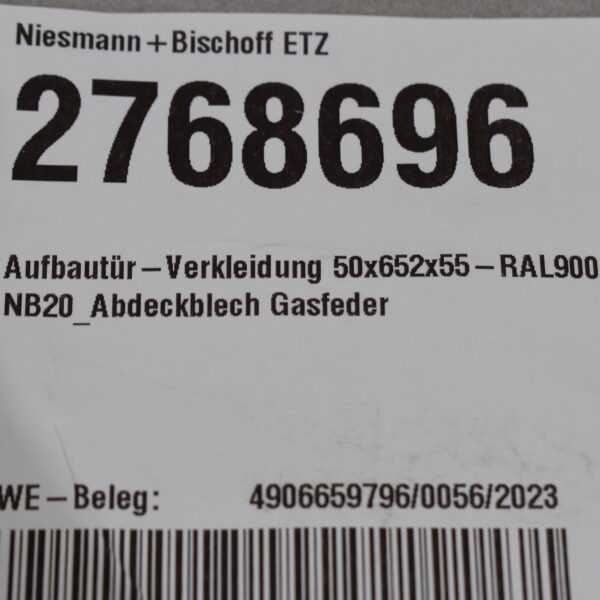 Niesmann+Bischoff ETZ
2768696
Aufbautür-Verkleidung 50x652x55-RAL900
NB20_Abdeckblech Gasfeder
WE-Beleg: 4906659796/0056/2023